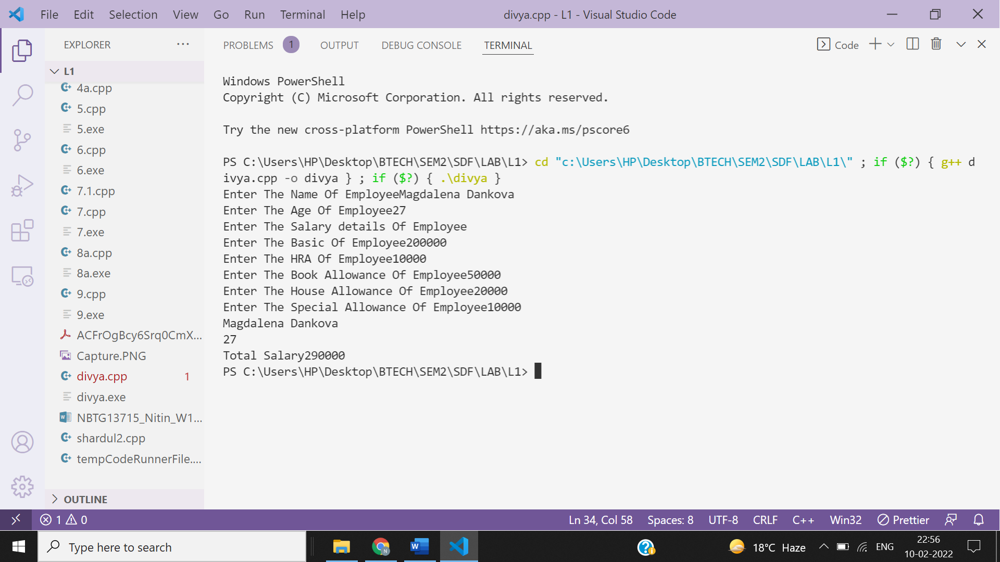 File Edit Selection View Go Run Terminal Help divya.cpp - L1 - Visual Studio Code
EXPLORER ... PROBLEMS 1 OUTPUT DEBUG CONSOLE TERMINAL Code
L1
4a.cpp
5.cpp
5.exe
6.cpp
6.exe
7.1.cpp
7.cpp
7.exe
8a.cpp
8a.exe
9.cpp
9.exe
ACFrOgBcy6Srq0CmX...
Capture.PNG
divya.cpp 1
divya.exe
NBTG13715_Nitin_W1...
shardul2.cpp
tempCodeRunnerFile....
OUTLINE
Windows PowerShell
Copyright (C) Microsoft Corporation. All rights reserved.
Try the new cross-platform PowerShell https://aka.ms/pscore6
PS C:\Users\HP\Desktop\BTECH\SEM2\SDF\LAB\L1> cd "c:\Users\HP\Desktop\BTECH\SEM2\SDF\LAB\L1\" ; if ($?) { g++ d
ivya.cpp -o divya } ; if ($?) { .\divya }
Enter The Name Of EmployeeMagdalena Dankova
Enter The Age Of Employee27
Enter The Salary details Of Employee
Enter The Basic Of Employee200000
Enter The HRA Of Employee10000
Enter The Book Allowance Of Employee50000
Enter The House Allowance Of Employee20000
Enter The Special Allowance Of Employee10000
Magdalena Dankova
27
Total Salary290000
PS C:\Users\HP\Desktop\BTECH\SEM2\SDF\LAB\L1>
1 0 Ln 34, Col 58 Spaces: 8 UTF-8 CRLF C++ Win32 Prettier
Type here to search 18°C Haze ENG 22:56
10-02-2022